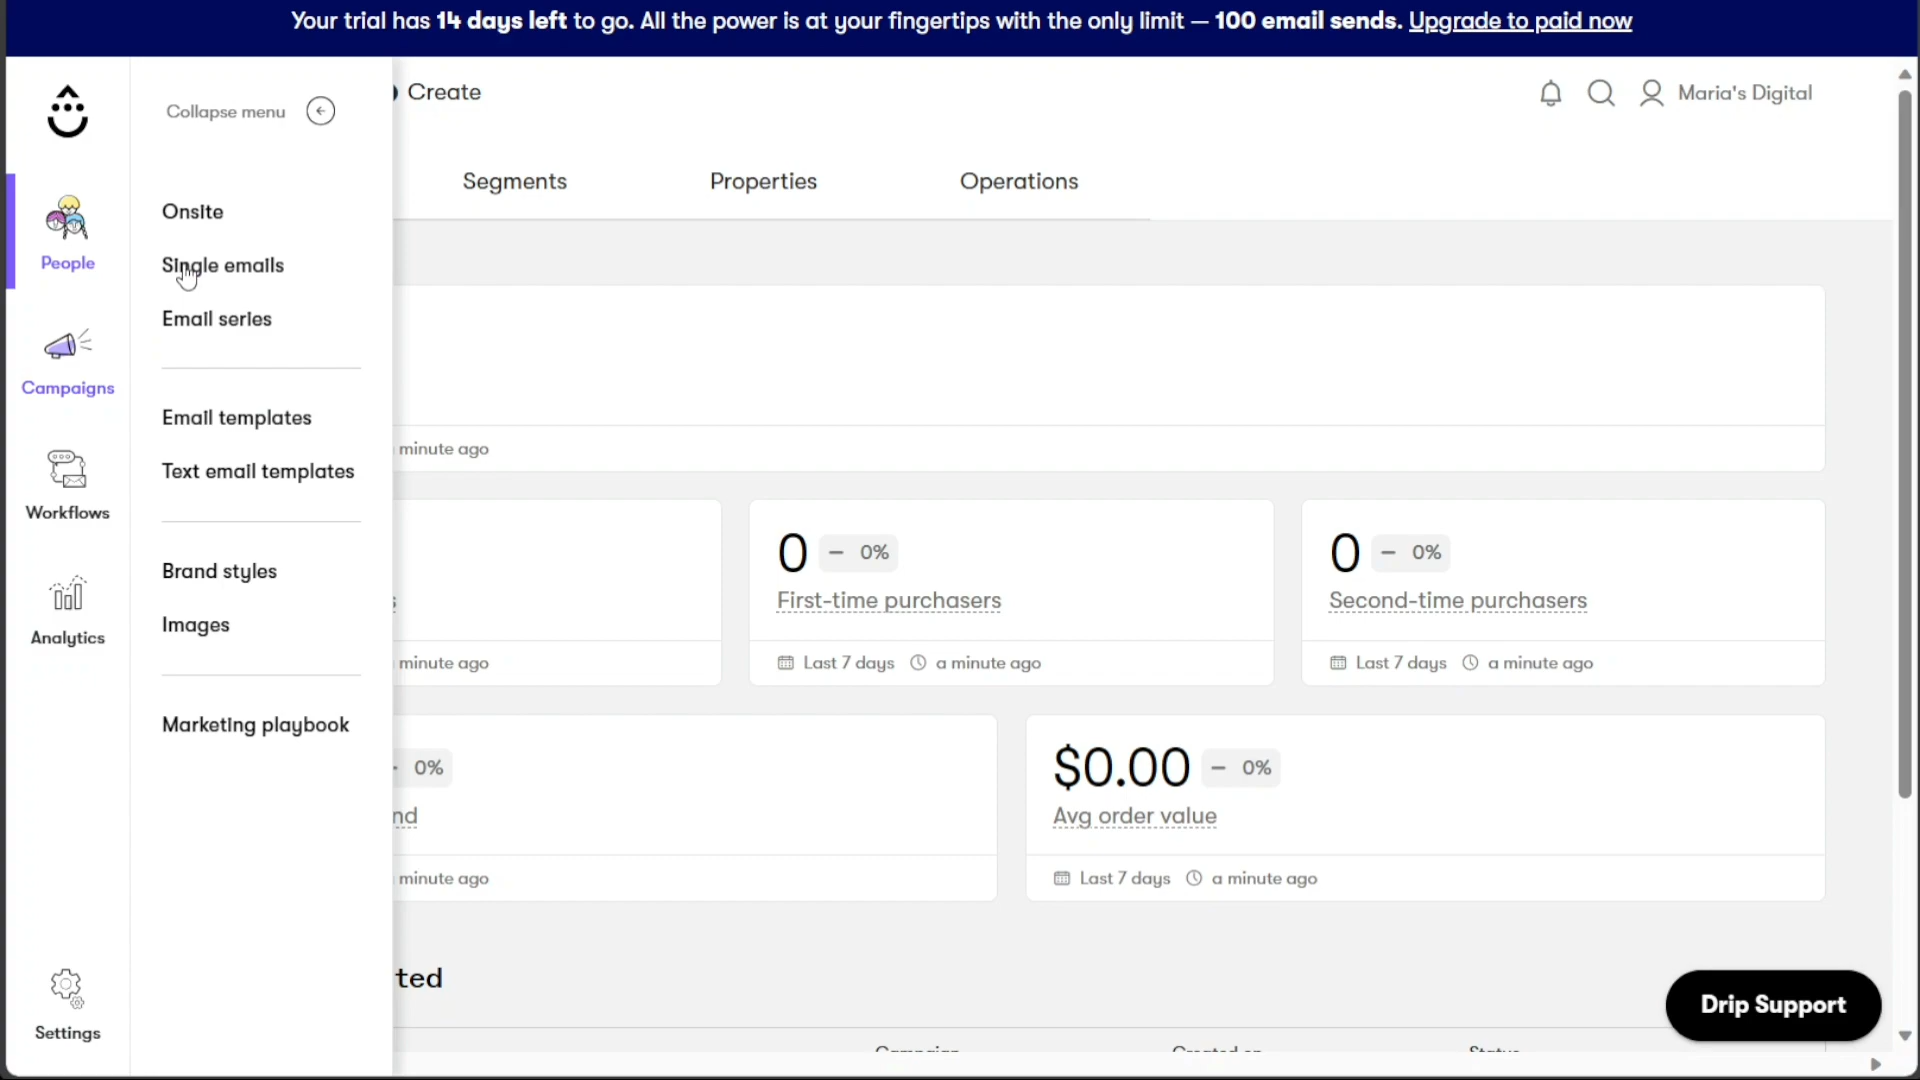 Your trial has 14 days left to go. All the power is at your fingertips with the only limit — 100 email sends. Upgrade to paid now
Collapse menu
Create
Maria's Digital
Segments
Properties
Operations
People
Campaigns
Workflows
Analytics
Settings
Onsite
Single emails
Email series
Email templates
Text email templates
Brand styles
Images
Marketing playbook
minute ago
0 – 0%
First-time purchasers
Last 7 days a minute ago
0 – 0%
Second-time purchasers
Last 7 days a minute ago
s
minute ago
0%
nd
minute ago
$0.00 – 0%
Avg order value
Last 7 days a minute ago
ted
Campaign
Created on
Status
Drip Support